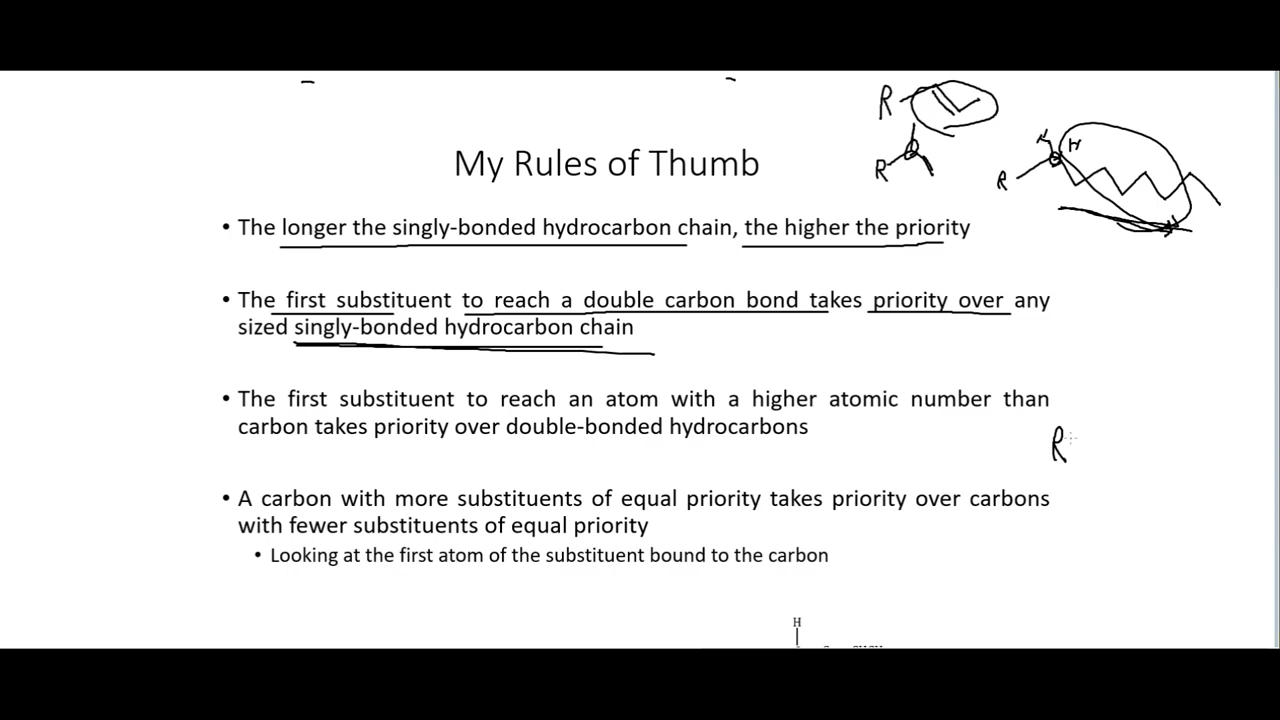 R
My Rules of Thumb
H
H
R
R
• The longer the singly-bonded hydrocarbon chain, the higher the priority
• The first substituent to reach a double carbon bond takes priority over any
sized singly-bonded hydrocarbon chain
• The first substituent to reach an atom with a higher atomic number than
carbon takes priority over double-bonded hydrocarbons
R
• A carbon with more substituents of equal priority takes priority over carbons
with fewer substituents of equal priority
• Looking at the first atom of the substituent bound to the carbon
H